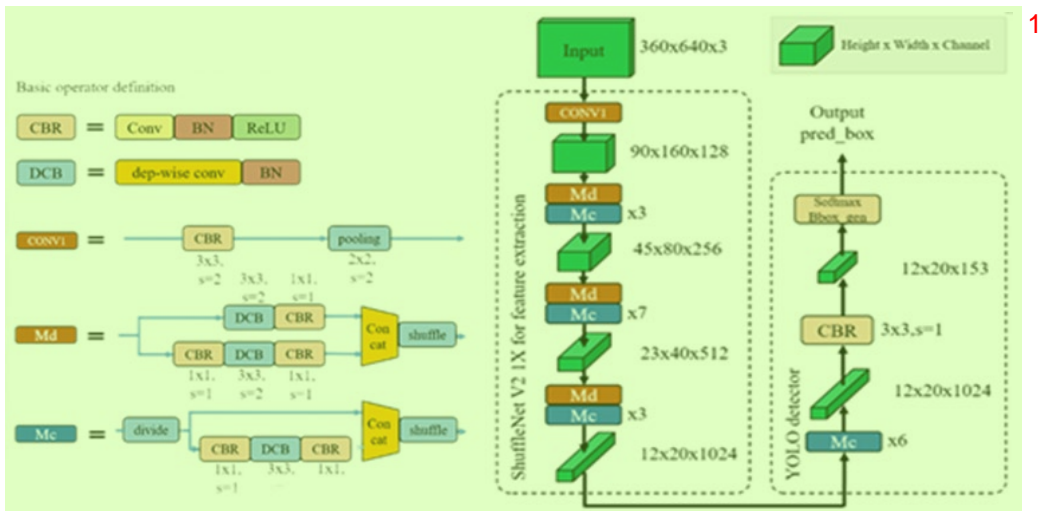 1
Input
360x640x3
Height x Width x Channel
Basic operator definition
CBR = Conv BN ReLU
DCB = dep-wise conv BN
CONV1 = CBR pooling
3x3, 2x2,
s=2 s=2
Md =
3x3, 1x1,
s=2 s=1
DCB CBR
CBR DCB CBR
Con
cat
shuffle
1x1, 3x3, 1x1,
s=1 s=2 s=1
Mc = divide
CBR DCB CBR
Con
cat
shuffle
1x1, 3x3, 1x1,
s=1
ShuffleNet V2 1X for feature extraction
CONV1
90x160x128
Md
Mc x3
45x80x256
Md
Mc x7
23x40x512
Md
Mc x3
12x20x1024
Output
pred_box
Softmax
Bbox_gen
12x20x153
CBR 3x3,s=1
12x20x1024
Mc x6
YOLO detector